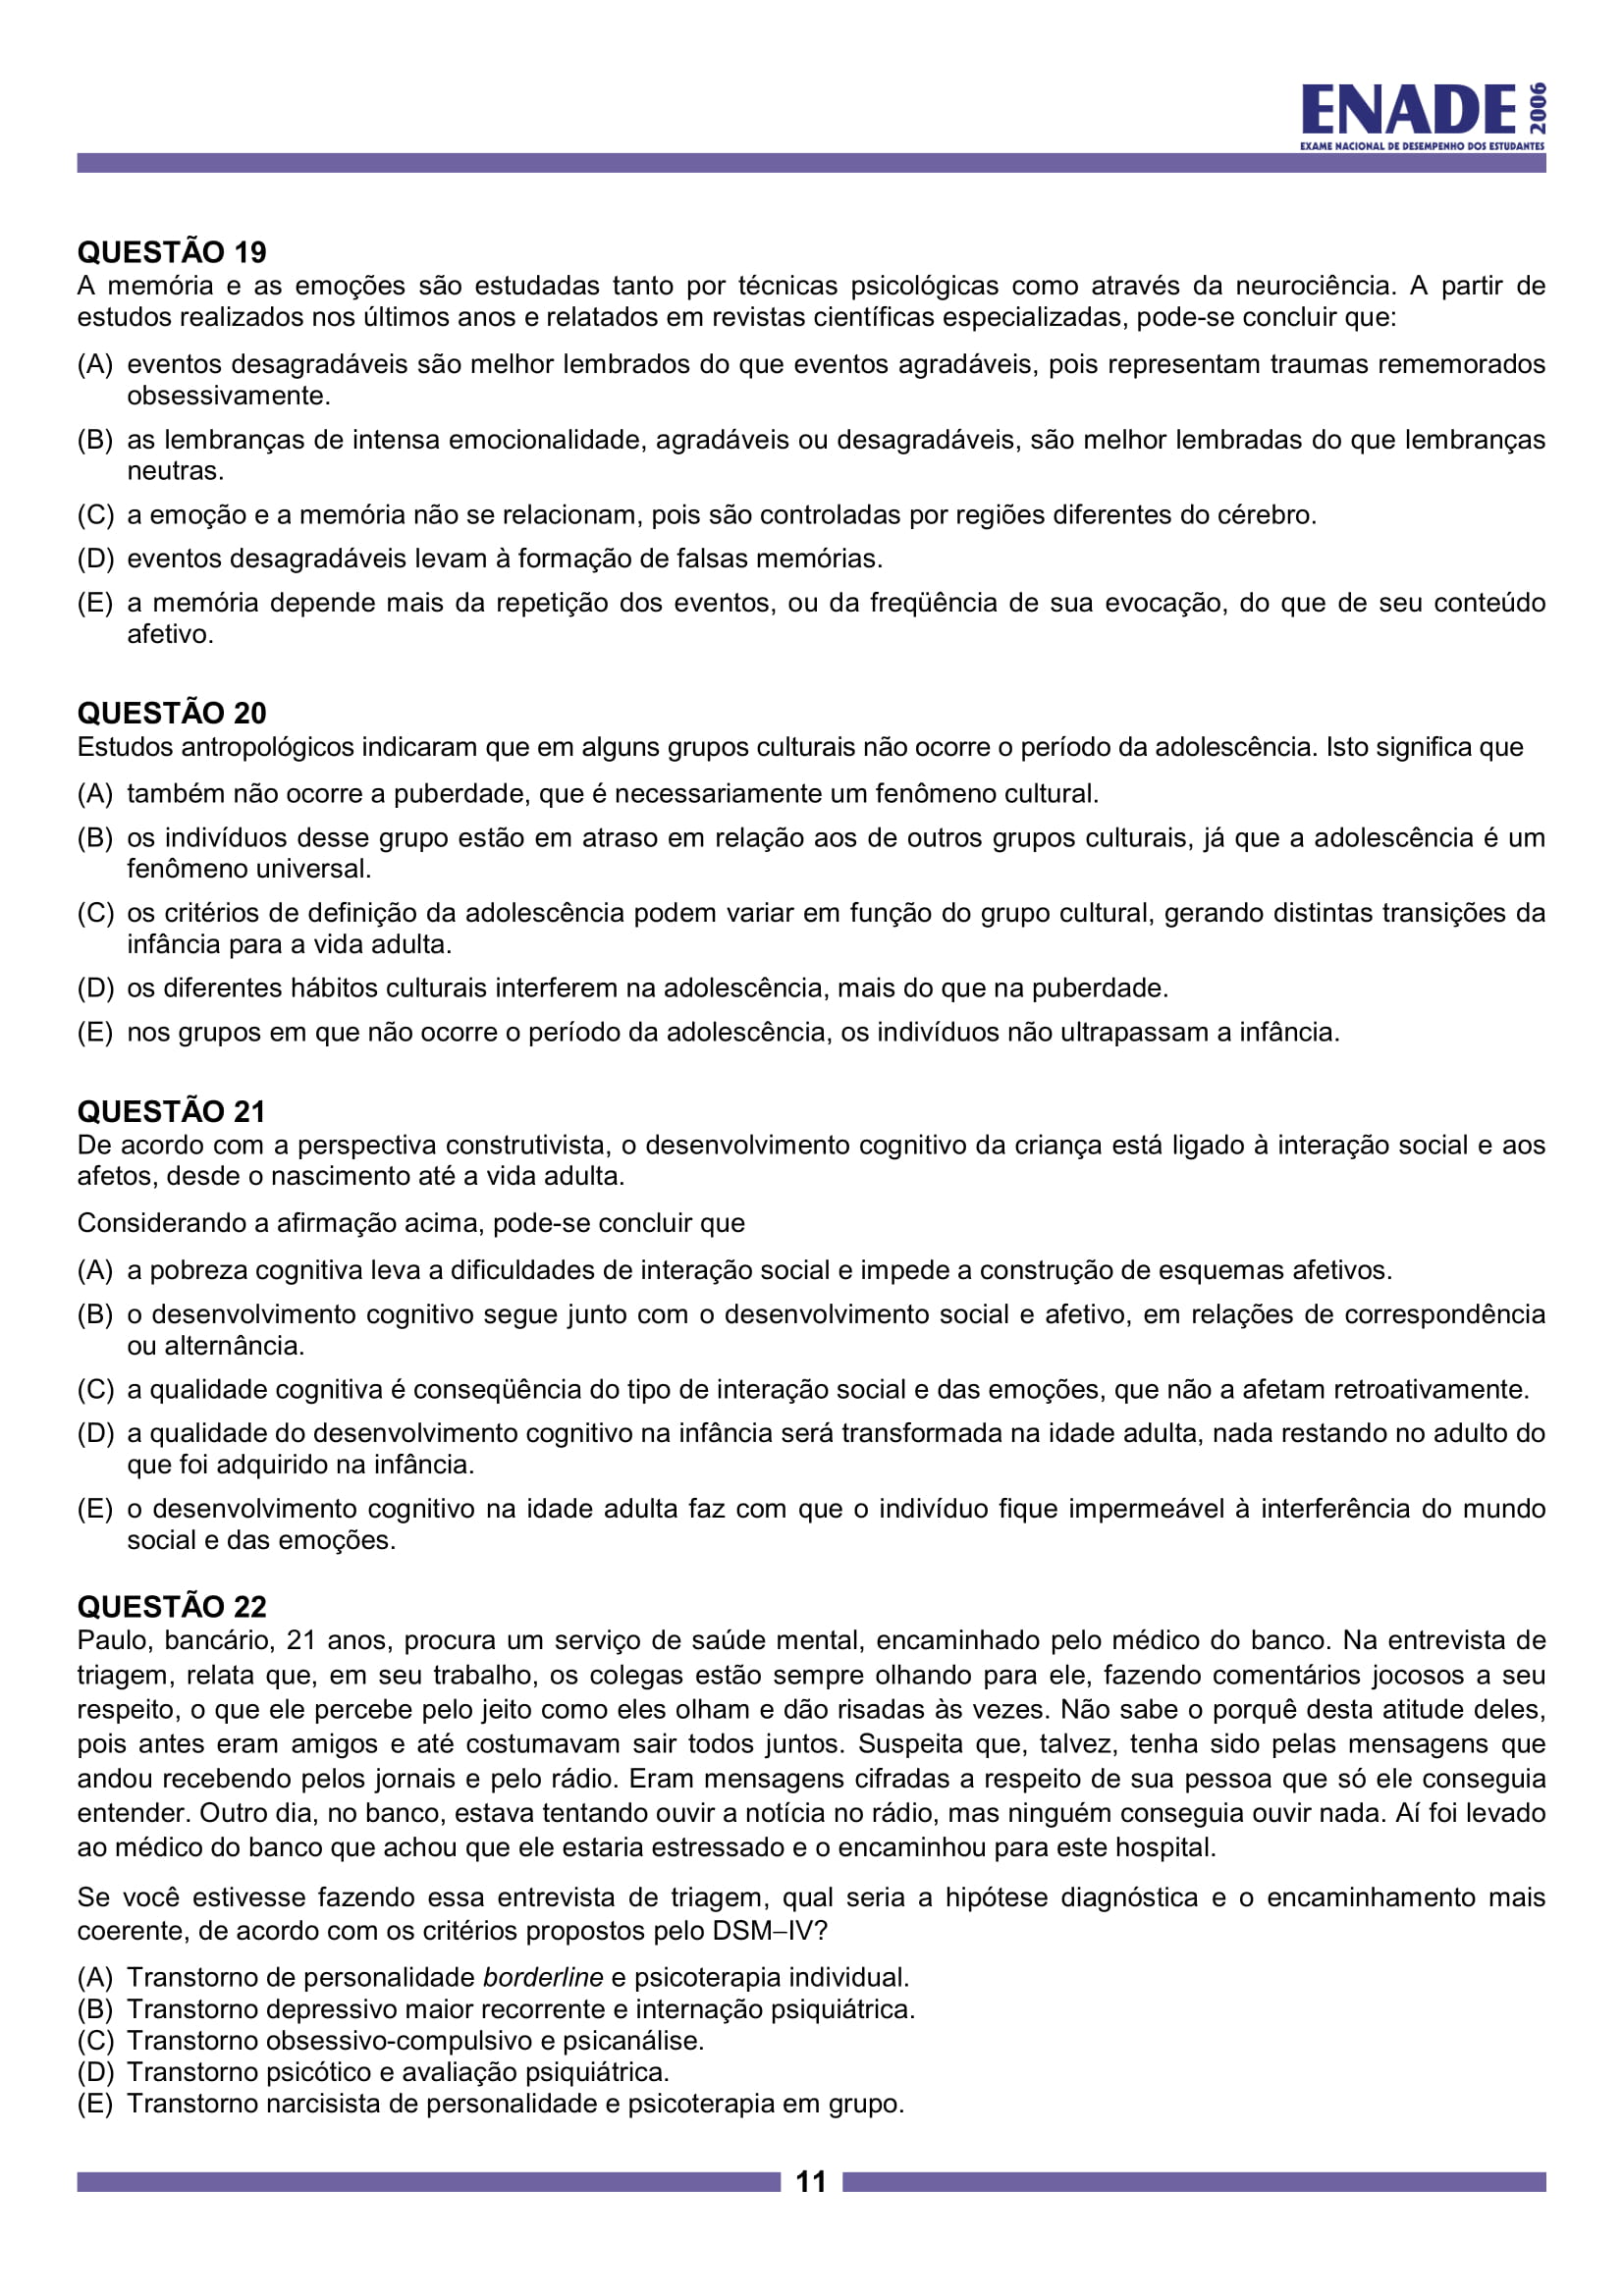 ENADE 2006
EXAME NACIONAL DE DESEMPENHO DOS ESTUDANTES
QUESTÃO 19
A memória e as emoções são estudadas tanto por técnicas psicológicas como através da neurociência. A partir de
estudos realizados nos últimos anos e relatados em revistas científicas especializadas, pode-se concluir que:
(A) eventos desagradáveis são melhor lembrados do que eventos agradáveis, pois representam traumas rememorados
obsessivamente.
(B) as lembranças de intensa emocionalidade, agradáveis ou desagradáveis, são melhor lembradas do que lembranças
neutras.
(C) a emoção e a memória não se relacionam, pois são controladas por regiões diferentes do cérebro.
(D) eventos desagradáveis levam à formação de falsas memórias.
(E) a memória depende mais da repetição dos eventos, ou da freqüência de sua evocação, do que de seu conteúdo
afetivo.
QUESTÃO 20
Estudos antropológicos indicaram que em alguns grupos culturais não ocorre o período da adolescência. Isto significa que
(A) também não ocorre a puberdade, que é necessariamente um fenômeno cultural.
(B) os indivíduos desse grupo estão em atraso em relação aos de outros grupos culturais, já que a adolescência é um
fenômeno universal.
(C) os critérios de definição da adolescência podem variar em função do grupo cultural, gerando distintas transições da
infância para a vida adulta.
(D) os diferentes hábitos culturais interferem na adolescência, mais do que na puberdade.
(E) nos grupos em que não ocorre o período da adolescência, os indivíduos não ultrapassam a infância.
QUESTÃO 21
De acordo com a perspectiva construtivista, o desenvolvimento cognitivo da criança está ligado à interação social e aos
afetos, desde o nascimento até a vida adulta.
Considerando a afirmação acima, pode-se concluir que
(A) a pobreza cognitiva leva a dificuldades de interação social e impede a construção de esquemas afetivos.
(B) o desenvolvimento cognitivo segue junto com o desenvolvimento social e afetivo, em relações de correspondência
ou alternância.
(C) a qualidade cognitiva é conseqüência do tipo de interação social e das emoções, que não a afetam retroativamente.
(D) a qualidade do desenvolvimento cognitivo na infância será transformada na idade adulta, nada restando no adulto do
que foi adquirido na infância.
(E) o desenvolvimento cognitivo na idade adulta faz com que o indivíduo fique impermeável à interferência do mundo
social e das emoções.
QUESTÃO 22
Paulo, bancário, 21 anos, procura um serviço de saúde mental, encaminhado pelo médico do banco. Na entrevista de
triagem, relata que, em seu trabalho, os colegas estão sempre olhando para ele, fazendo comentários jocosos a seu
respeito, o que ele percebe pelo jeito como eles olham e dão risadas às vezes. Não sabe o porquê desta atitude deles,
pois antes eram amigos e até costumavam sair todos juntos. Suspeita que, talvez, tenha sido pelas mensagens que
andou recebendo pelos jornais e pelo rádio. Eram mensagens cifradas a respeito de sua pessoa que só ele conseguia
entender. Outro dia, no banco, estava tentando ouvir a notícia no rádio, mas ninguém conseguia ouvir nada. Aí foi levado
ao médico do banco que achou que ele estaria estressado e o encaminhou para este hospital.
Se você estivesse fazendo essa entrevista de triagem, qual seria a hipótese diagnóstica e o encaminhamento mais
coerente, de acordo com os critérios propostos pelo DSM–IV?
(A) Transtorno de personalidade borderline e psicoterapia individual.
(B) Transtorno depressivo maior recorrente e internação psiquiátrica.
(C) Transtorno obsessivo-compulsivo e psicanálise.
(D) Transtorno psicótico e avaliação psiquiátrica.
(E) Transtorno narcisista de personalidade e psicoterapia em grupo.
11